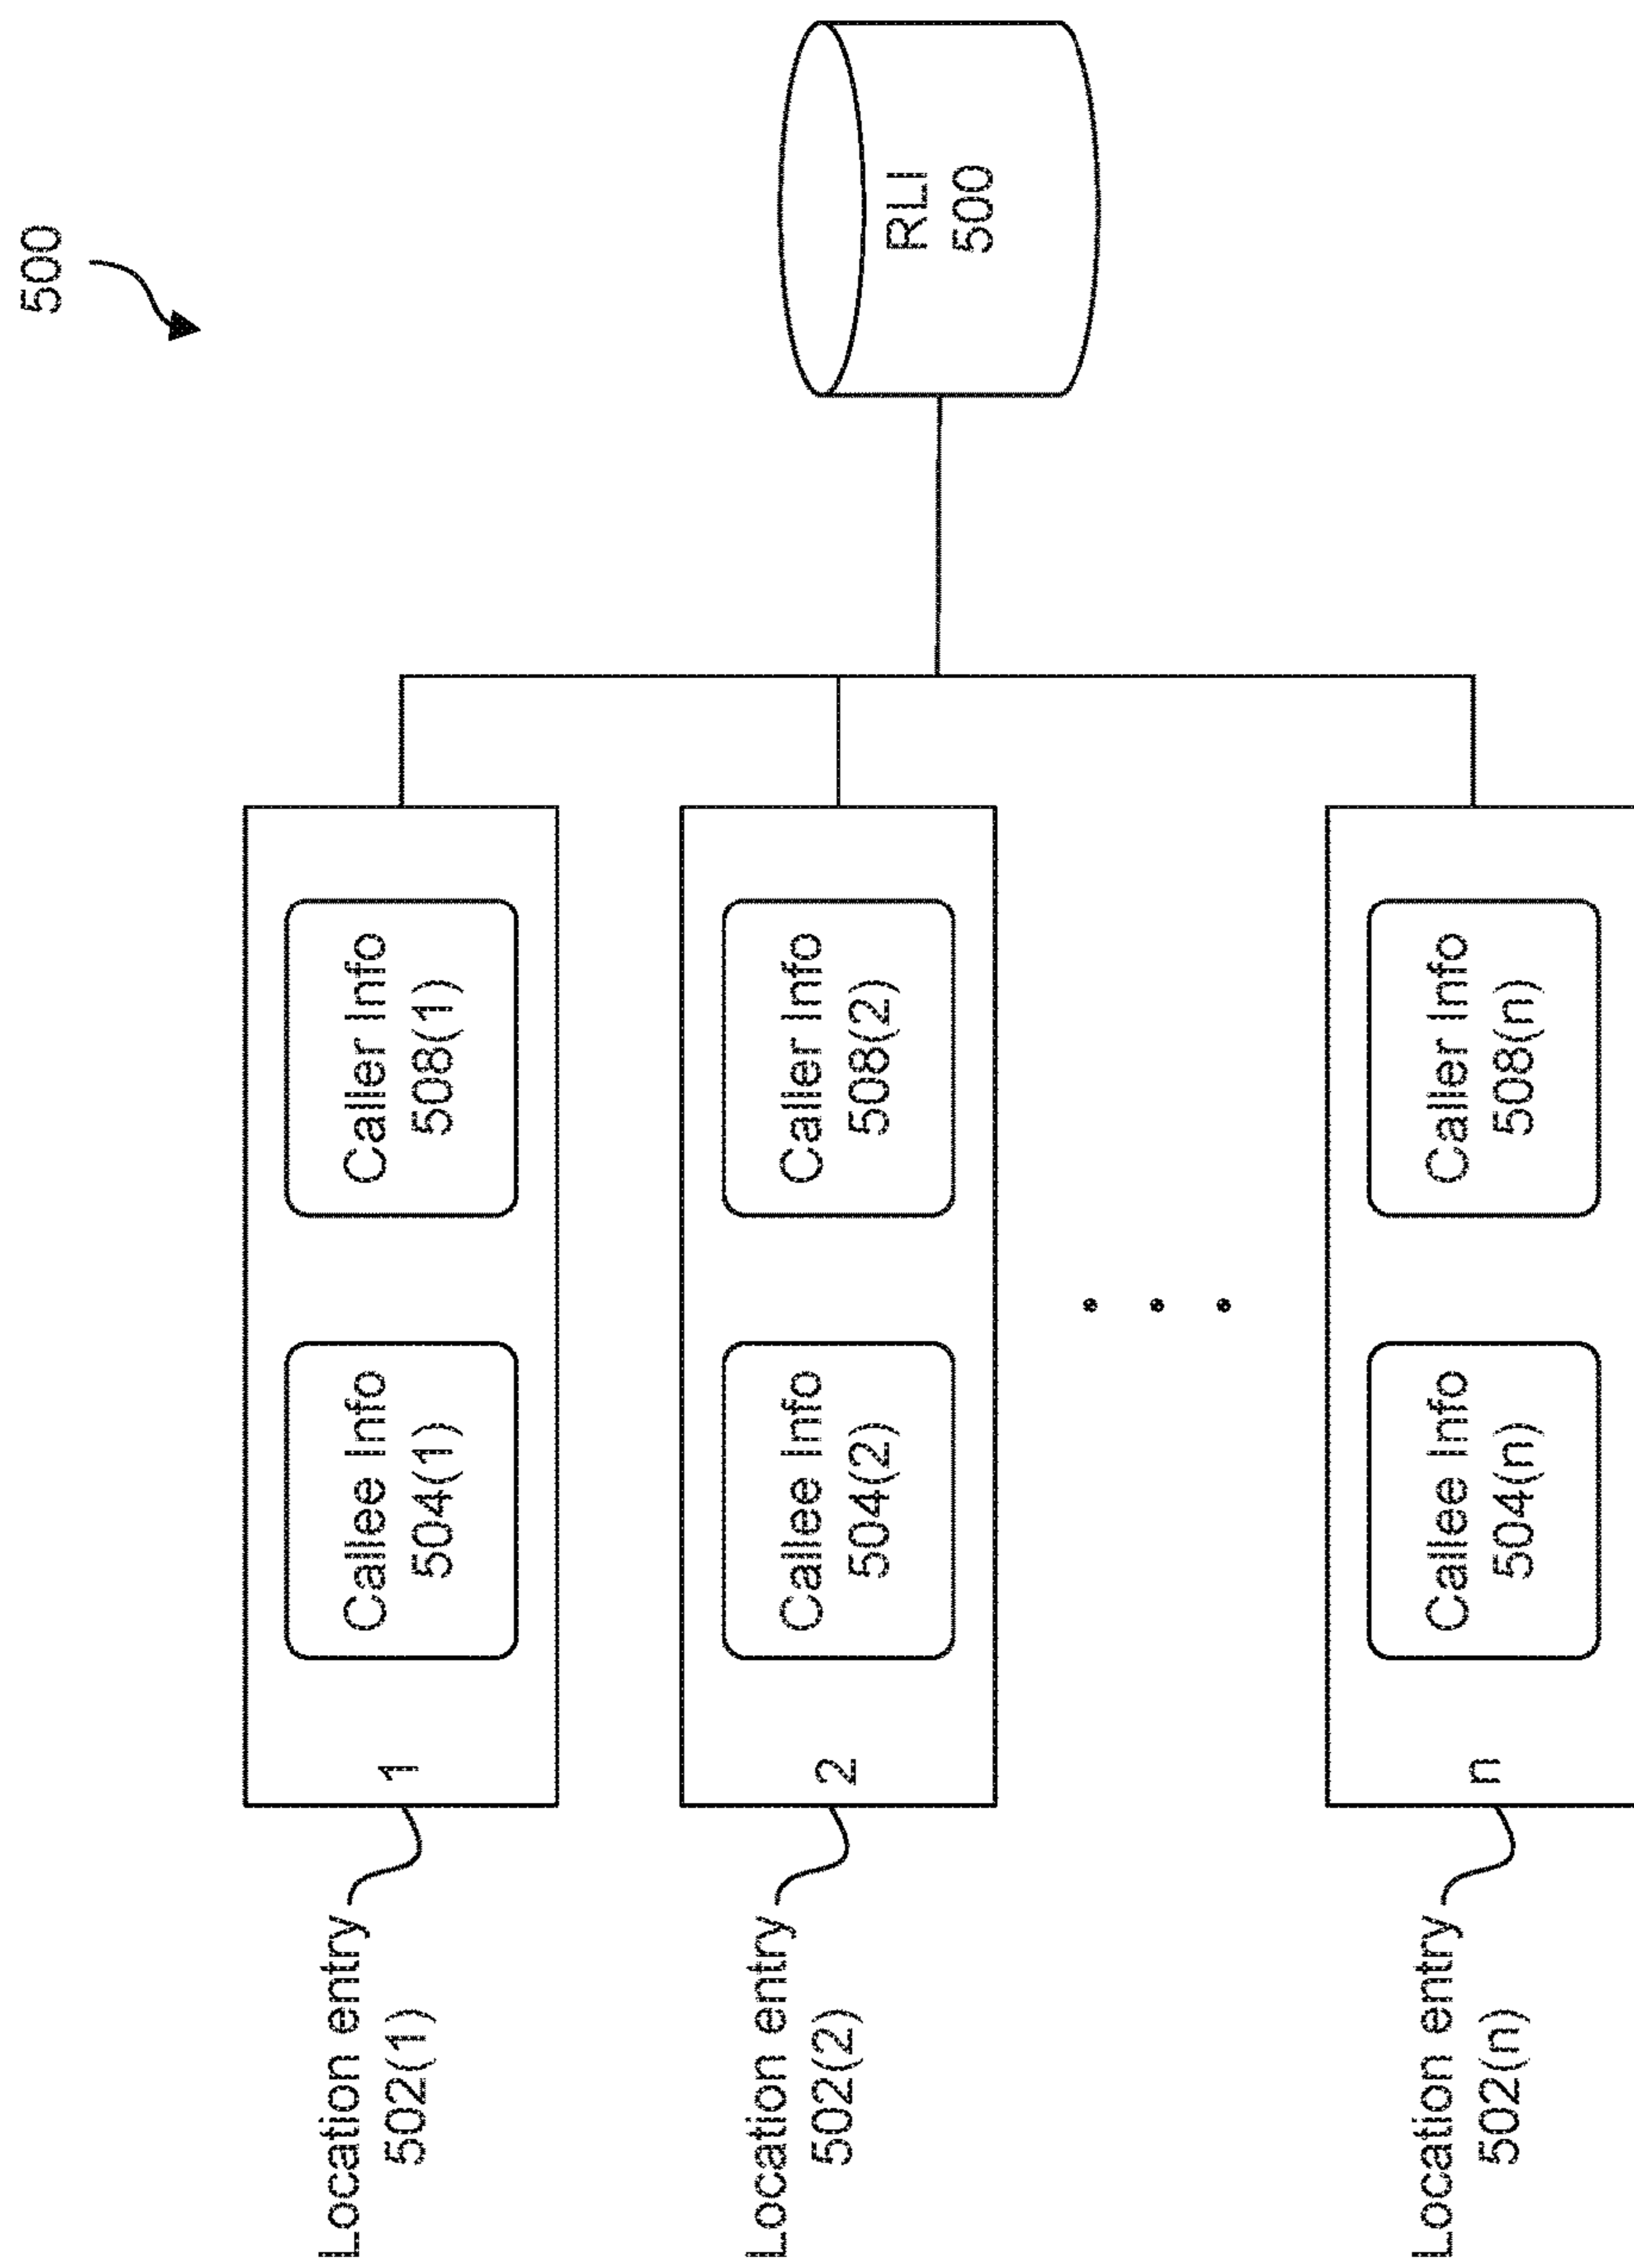 500
Location entry
502(1)
1
Callee Info
504(1)
Caller Info
508(1)
Location entry
502(2)
2
Callee Info
504(2)
Caller Info
508(2)
RLI
500
Location entry
502(n)
n
Callee Info
504(n)
Caller Info
508(n)